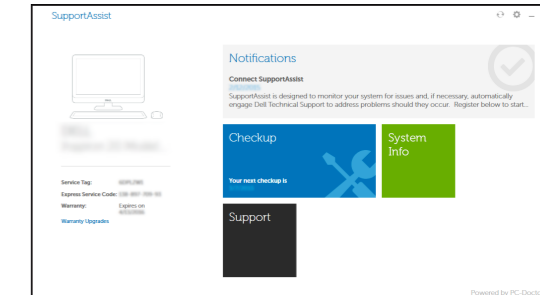 SupportAssist
Notifications
Connect SupportAssist
SupportAssist is designed to monitor your system for issues and, if necessary, automatically
engage Dell Technical Support to address problems should they occur. Register below to start...
Checkup
Your next checkup is
System
Info
Support
Service Tag:
Express Service Code:
Warranty: Expires on
Warranty Upgrades
Powered by PC-Docto